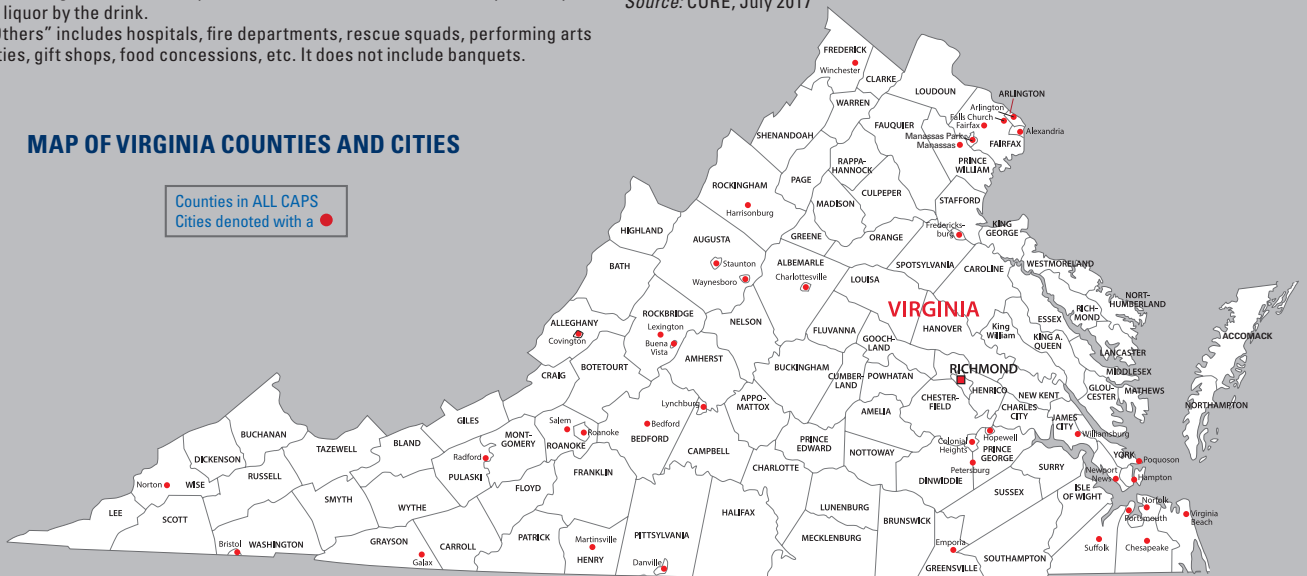 liquor by the drink.
Others” includes hospitals, fire departments, rescue squads, performing arts
ties, gift shops, food concessions, etc. It does not include banquets.
Source: CURE, July 2017
MAP OF VIRGINIA COUNTIES AND CITIES
Counties in ALL CAPS
Cities denoted with a
FREDERICK
Winchester
CLARKE
LOUDOUN
ARLINGTON
Arlington
Falls Church
Fairfax
Alexandria
FAIRFAX
WARREN
FAUQUIER
Manassas Park
Manassas
PRINCE
WILLIAM
SHENANDOAH
RAPPA-
HANNOCK
PAGE
CULPEPER
ROCKINGHAM
Harrisonburg
MADISON
STAFFORD
HIGHLAND
AUGUSTA
GREENE
ORANGE
Fredericks-
burg
KING
GEORGE
BATH
Staunton
Waynesboro
ALBEMARLE
Charlottesville
SPOTSYLVANIA
CAROLINE
WESTMORELAND
LOUISA
VIRGINIA
NORT-
HUMBERLAND
RICH-
MOND
ESSEX
ALLEGHANY
Covington
ROCKBRIDGE
Lexington
Buena
Vista
NELSON
FLUVANNA
HANOVER
King
William
KING A.
QUEEN
ACCOMACK
GOOCH-
LAND
LANCASTER
AMHERST
BOTETOURT
CRAIG
BUCKINGHAM
CUMBER-
LAND
POWHATAN
RICHMOND
HENRICO
MIDDLESEX
GLOU-
CESTER
MATHEWS
NEW KENT
CHESTER-
FIELD
CHARLES
CITY
NORTHAMPTON
Lynchburg
APPO-
MATTOX
AMELIA
JAMES
CITY
Williamsburg
GILES
Salem
Roanoke
ROANOKE
Bedford
BEDFORD
MONT-
GOMERY
BUCHANAN
BLAND
TAZEWELL
Radford
PULASKI
CAMPBELL
PRINCE
EDWARD
NOTTOWAY
Colonial
Heights
Hopewell
PRINCE
GEORGE
YORK
Poquoson
DICKENSON
RUSSELL
FRANKLIN
CHARLOTTE
Petersburg
DINWIDDIE
SURRY
Newport
News
Hampton
Norton
WISE
SMYTH
WYTHE
FLOYD
SUSSEX
ISLE
OF WIGHT
LEE
SCOTT
HALIFAX
LUNENBURG
BRUNSWICK
Norfolk
Portsmouth
Virginia
Beach
Bristol
WASHINGTON
GRAYSON
Galax
CARROLL
PATRICK
Martinsville
HENRY
PITTSYLVANIA
Danville
MECKLENBURG
Emporia
GREENSVILLE
SOUTHAMPTON
Suffolk
Chesapeake